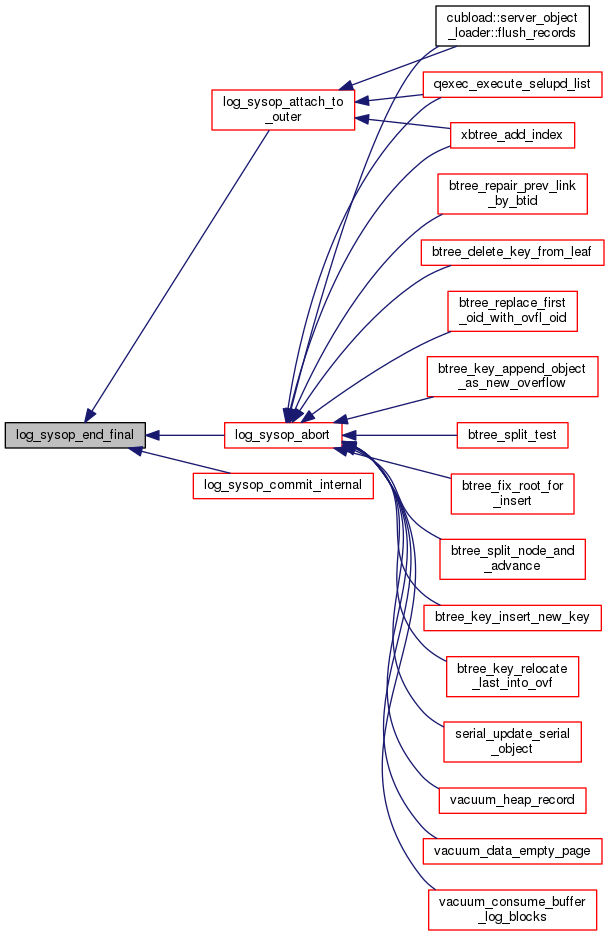 cubload::server_object
_loader::flush_records
qexec_execute_selupd_list
log_sysop_attach_to
_outer
xbtree_add_index
btree_repair_prev_link
_by_btid
btree_delete_key_from_leaf
btree_replace_first
_oid_with_ovfl_oid
btree_key_append_object
_as_new_overflow
log_sysop_end_final
log_sysop_abort
btree_split_test
log_sysop_commit_internal
btree_fix_root_for
_insert
btree_split_node_and
_advance
btree_key_insert_new_key
btree_key_relocate
_last_into_ovf
serial_update_serial
_object
vacuum_heap_record
vacuum_data_empty_page
vacuum_consume_buffer
_log_blocks